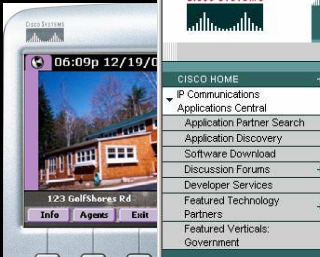 CISCO SYSTEMS
06:09p 12/19/0
123 GolfShores Rd
Info
Agents
Exit
CISCO HOME
IP Communications
Applications Central
Application Partner Search
Application Discovery
Software Download
Discussion Forums
Developer Services
Featured Technology
Partners
Featured Verticals:
Government